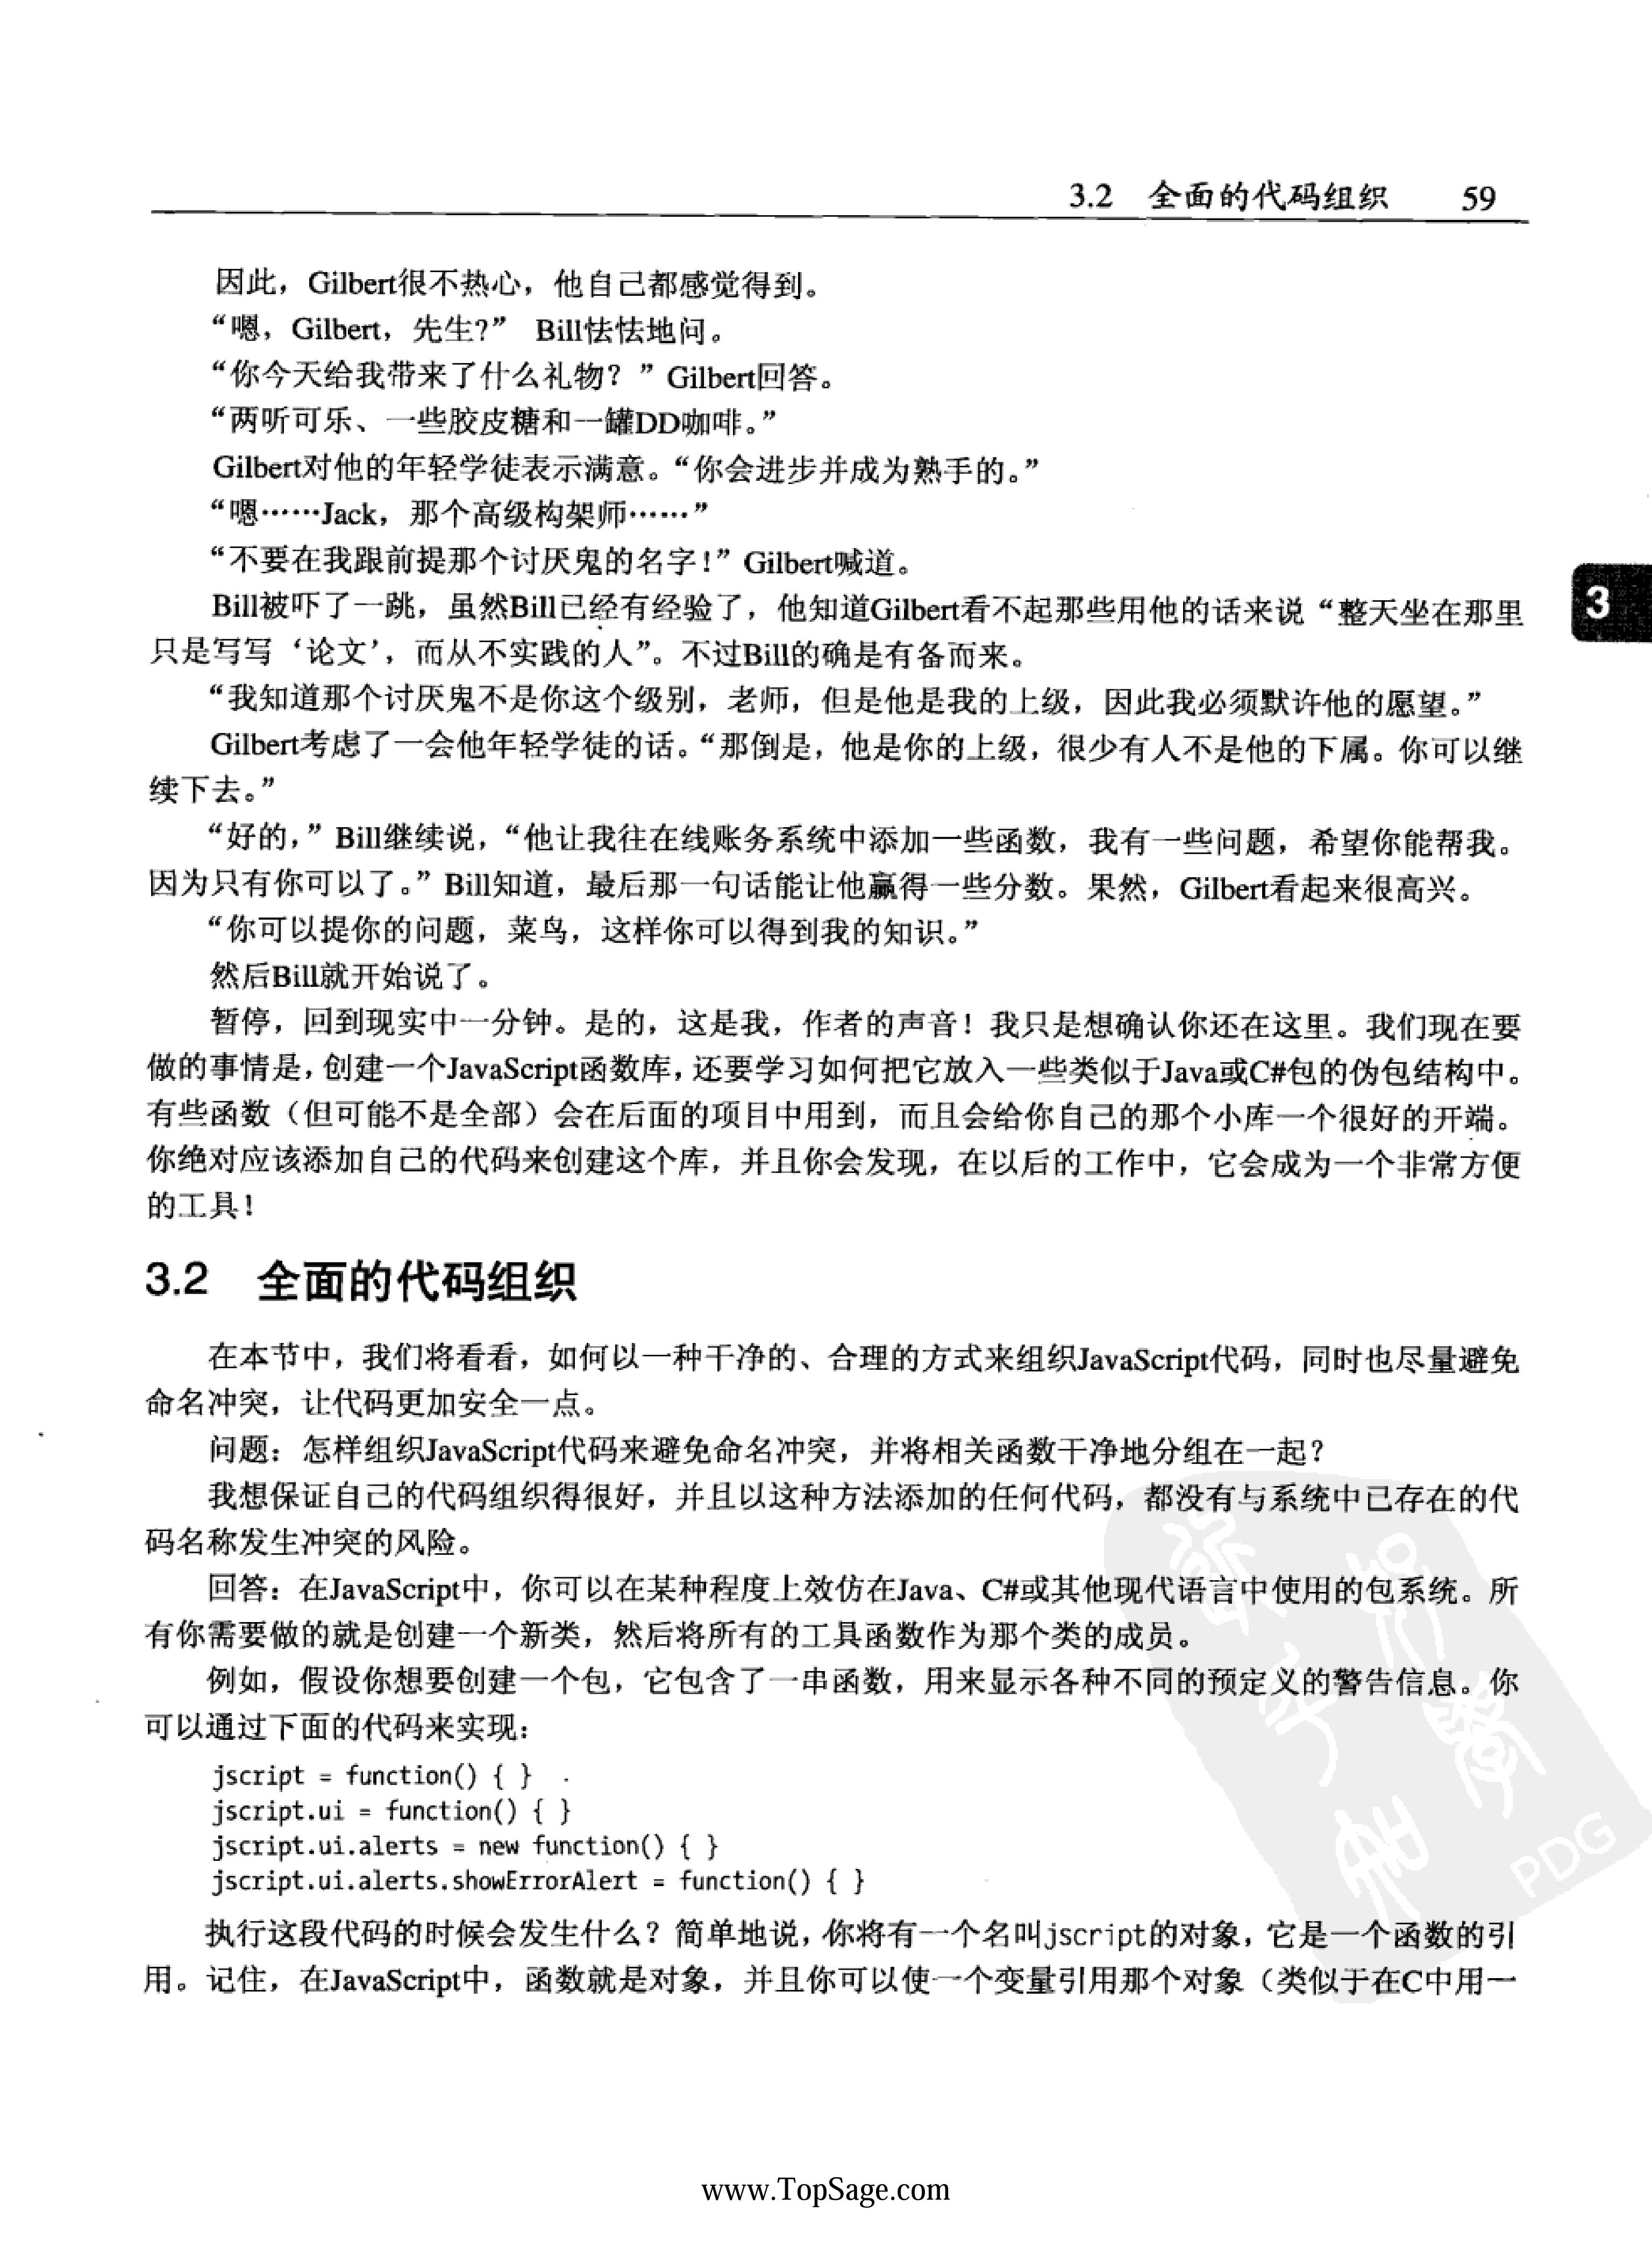 3.2 全面的代码组织 59
因此，Gilbert很不热心，他自己都感觉得到。
“嗯，Gilbert，先生?” Bill怯怯地问。
“你今天给我带来了什么礼物？”Gilbert回答。
“两听可乐、一些胶皮糖和一罐DD咖啡。”
Gilbert对他的年轻学徒表示满意。“你会进步并成为熟手的。”
“嗯……Jack，那个高级构架师……”
“不要在我跟前提那个讨厌鬼的名字！”Gilbert喊道。
Bill被吓了一跳，虽然Bill已经有经验了，他知道Gilbert看不起那些用他的话来说“整天坐在那里
只是写写‘论文’，而从不实践的人”。不过Bill的确是有备而来。
3
“我知道那个讨厌鬼不是你这个级别，老师，但是他是我的上级，因此我必须默许他的愿望。”
Gilbert考虑了一会他年轻学徒的话。“那倒是，他是你的上级，很少有人不是他的下属。你可以继
续下去。”
“好的，”Bill继续说，“他让我往在线账务系统中添加一些函数，我有一些问题，希望你能帮我。
因为只有你可以了。”Bill知道，最后那一句话能让他赢得一些分数。果然，Gilbert看起来很高兴。
“你可以提你的问题，菜鸟，这样你可以得到我的知识。”
然后Bill就开始说了。
暂停，回到现实中一分钟。是的，这是我，作者的声音！我只是想确认你还在这里。我们现在要
做的事情是，创建一个JavaScript函数库，还要学习如何把它放入一些类似于Java或C#包的伪包结构中。
有些函数（但可能不是全部）会在后面的项目中用到，而且会给你自己的那个小库一个很好的开端。
你绝对应该添加自己的代码来创建这个库，并且你会发现，在以后的工作中，它会成为一个非常方便
的工具！
3.2 全面的代码组织
在本节中，我们将看看，如何以一种干净的、合理的方式来组织JavaScript代码，同时也尽量避免
命名冲突，让代码更加安全一点。
问题：怎样组织JavaScript代码来避免命名冲突，并将相关函数干净地分组在一起？
我想保证自己的代码组织得很好，并且以这种方法添加的任何代码，都没有与系统中已存在的代
码名称发生冲突的风险。
回答：在JavaScript中，你可以在某种程度上效仿在Java、C#或其他现代语言中使用的包系统。所
有你需要做的就是创建一个新类，然后将所有的工具函数作为那个类的成员。
例如，假设你想要创建一个包，它包含了一串函数，用来显示各种不同的预定义的警告信息。你
可以通过下面的代码来实现：
jscript = function() { }
jscript.ui = function() { }
jscript.ui.alerts = new function() { }
jscript.ui.alerts.showErrorAlert = function() { }
执行这段代码的时候会发生什么？简单地说，你将有一个名叫jscript的对象，它是一个函数的引
用。记住，在JavaScript中，函数就是对象，并且你可以使一个变量引用那个对象（类似于在C中用一
PDG
www.TopSage.com